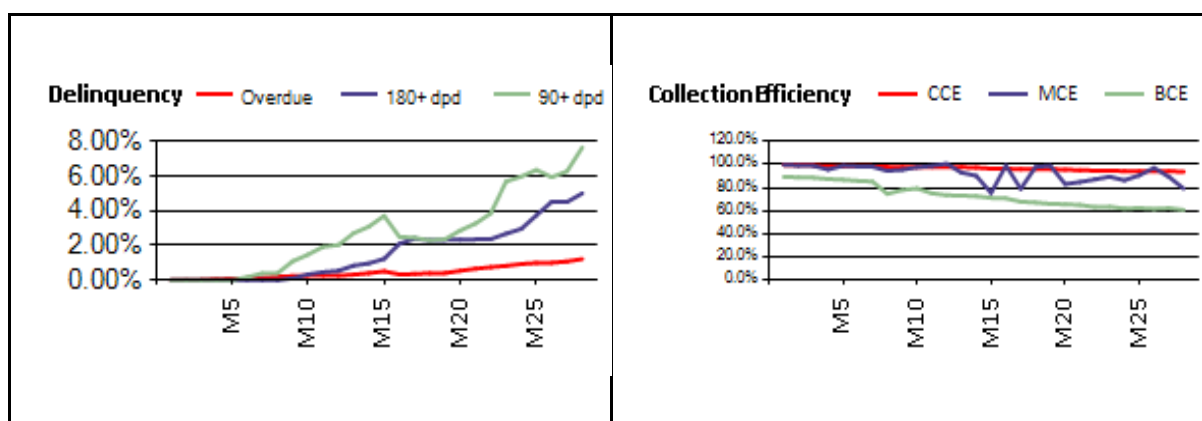 Delinquency Overdue 180+ dpd 90+ dpd
8.00%
6.00%
4.00%
2.00%
0.00%
M5
M10
M15
M20
M25
CollectionEfficiency CCE MCE BCE
120.0%
100.0%
80.0%
60.0%
40.0%
20.0%
0.0%
M5
M10
M15
M20
M25